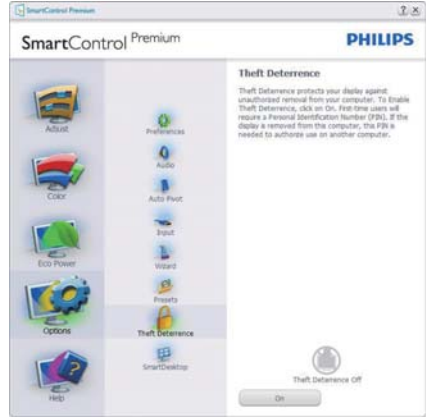 SmartControl Premium
SmartControl Premium
PHILIPS
Adjust
Color
Eco Power
Options
Help
Preferences
Audio
Auto Pivot
Input
Wizard
Presets
Theft Deterrence
SmartDesktop
Theft Deterrence
Theft Deterrence protects your display against
unauthorized removal from your computer. To Enable
Theft Deterrence, click on On. First-time users will
require a Personal Identification Number (PIN). If the
display is removed from this computer, this PIN is
needed to authorize use on another computer.
Theft Deterrence Off
On